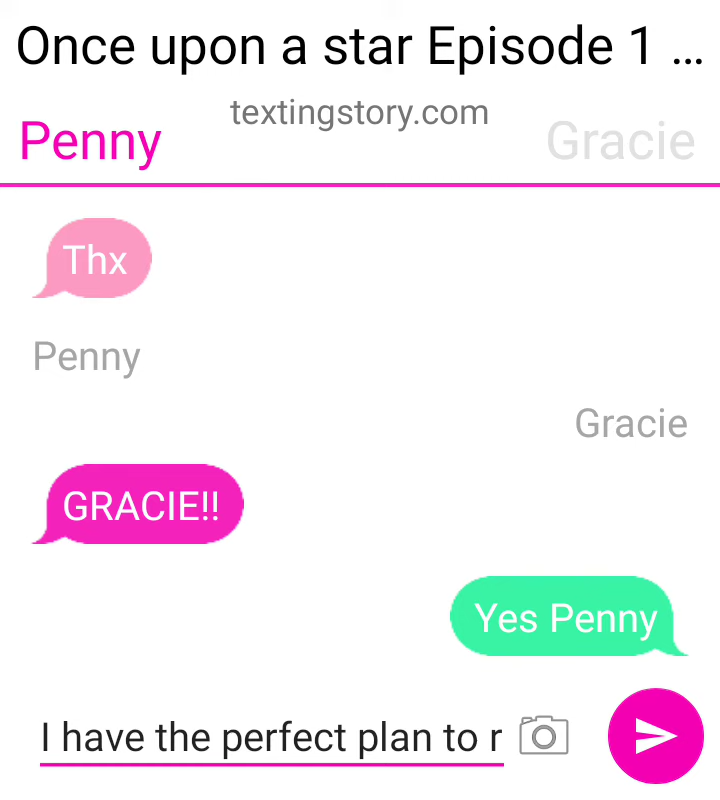 Once upon a star Episode 1 ...
textingstory.com
Penny
Gracie
Thx
Penny
Gracie
GRACIE!!
Yes Penny
I have the perfect plan to r